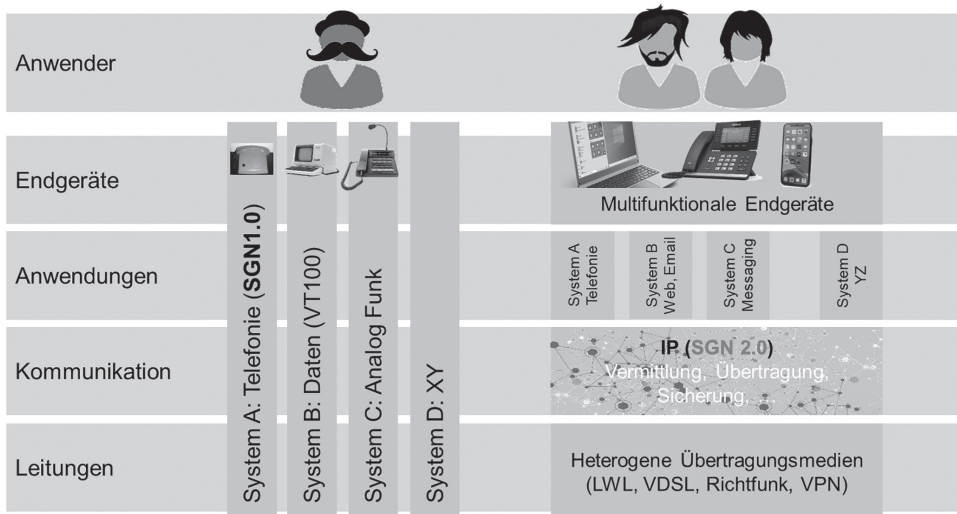 Anwender
Endgeräte
Anwendungen
Kommunikation
Leitungen
System A: Telefonie (SGN1.0)
System B: Daten (VT100)
System C: Analog Funk
System D: XY
Multifunktionale Endgeräte
System A
Telefonie
System B
Web, Email
System C
Messaging
System D
YZ
IP (SGN 2.0)
Vermittlung, Übertragung,
Sicherung, ...
Heterogene Übertragungsmedien
(LWL, VDSL, Richtfunk, VPN)